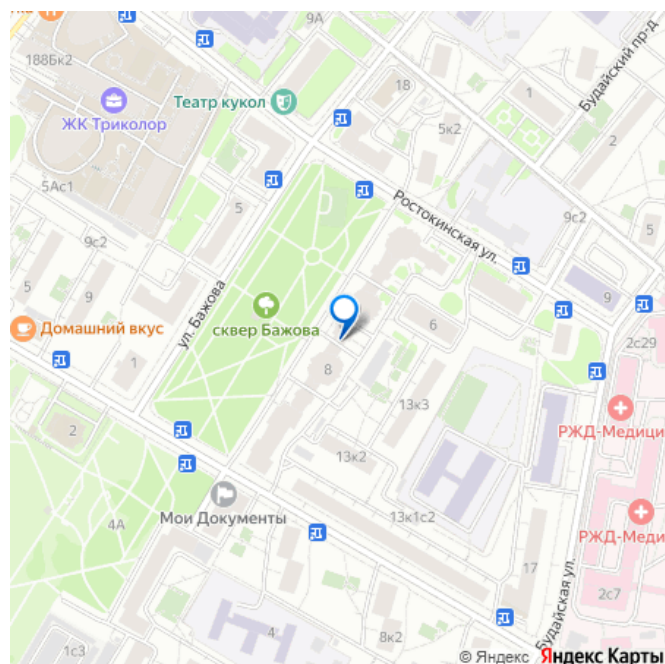 9А
188Бк2
ЖК Триколор
Театр кукол
18
5к2
1
Будайский пр-д
2
5Ас1
5
Ростокинская ул.
9с2
5
9с2
5
9
ул. Бажова
сквер Бажова
Домашний вкус
6
9
2с29
1
8
13к3
РЖД-Медици
2
13к2
4А
Мои Документы
13к1с2
РЖД-Меди
17
2с7
Будайская ул.
1с3
4
8к2
© Яндекс Яндекс Карты